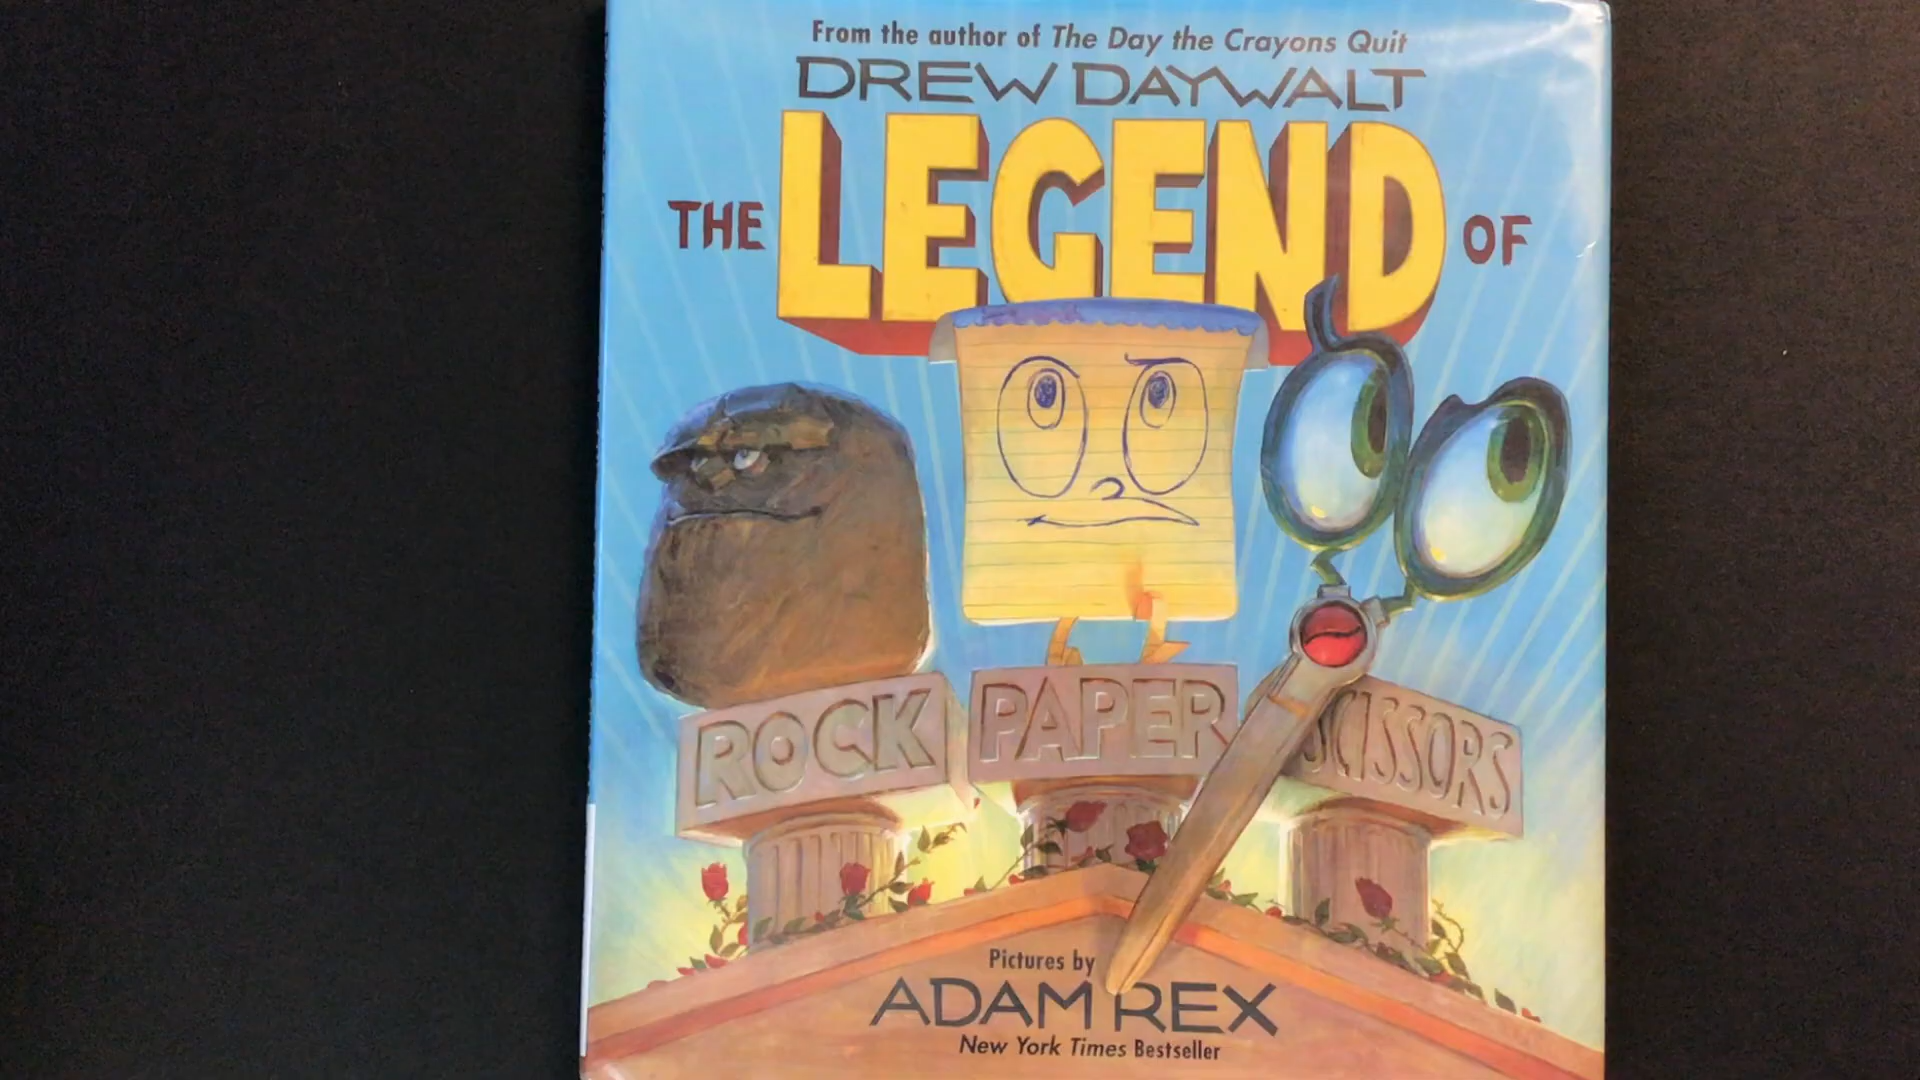 From the author of The Day the Crayons Quit
DREW DAYWALT
THE LEGEND OF
ROCK PAPER SCISSORS
Pictures by
ADAM REX
New York Times Bestseller